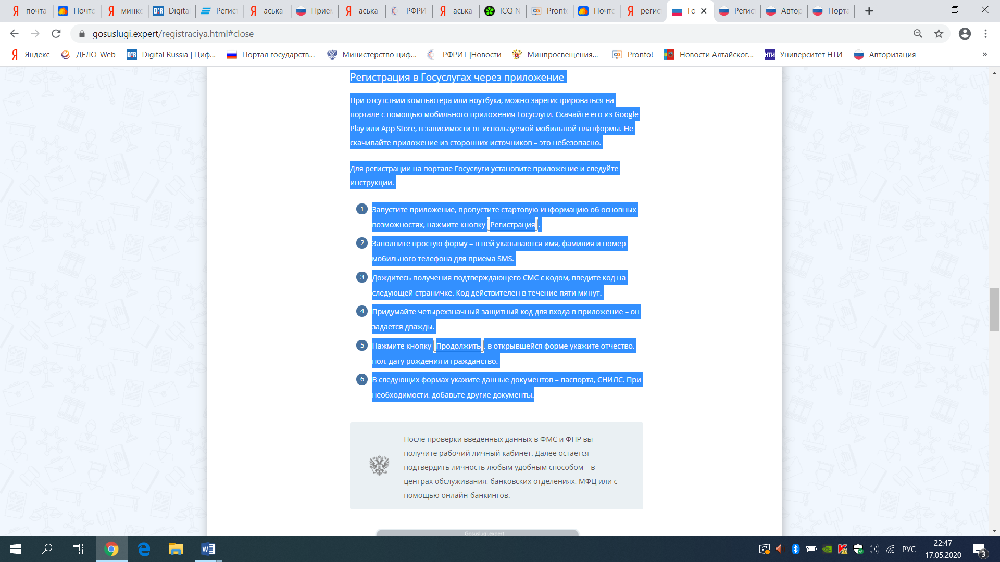 почта
Почто
минко
Digital
Регист
аська
Прием
аська
РФРИ
аська
ICQ N
Pronto
Почто
регис
Го
Регис
Автор
Порта
gosuslugi.expert/registraciya.html#close
Яндекс
ДЕЛО-Web
Digital Russia | Циф...
Портал государств...
Министерство циф...
РФРИТ |Новости
Минпросвещения...
Pronto!
Новости Алтайског...
Университет НТИ
Авторизация
»
Регистрация в Госуслугах через приложение
При отсутствии компьютера или ноутбука, можно зарегистрироваться на
портале с помощью мобильного приложения Госуслуги. Скачайте его из Google
Play или App Store, в зависимости от используемой мобильной платформы. Не
скачивайте приложение из сторонних источников – это небезопасно.
Для регистрации на портале Госуслуги установите приложение и следуйте
инструкции.
1 Запустите приложение, пропустите стартовую информацию об основных
возможностях, нажмите кнопку Регистрация .
2 Заполните простую форму – в ней указываются имя, фамилия и номер
мобильного телефона для приема SMS.
3 Дождитесь получения подтверждающего СМС с кодом, введите код на
следующей страничке. Код действителен в течение пяти минут.
4 Придумайте четырехзначный защитный код для входа в приложение – он
задается дважды.
5 Нажмите кнопку Продолжить , в открывшейся форме укажите отчество,
пол, дату рождения и гражданство.
6 В следующих формах укажите данные документов – паспорта, СНИЛС. При
необходимости, добавьте другие документы.
После проверки введенных данных в ФМС и ФПР вы
получите рабочий личный кабинет. Далее остается
подтвердить личность любым удобным способом – в
центрах обслуживания, банковских отделениях, МФЦ или с
помощью онлайн-банкингов.
Gosuslugi.expert
РУС
22:47
17.05.2020
3